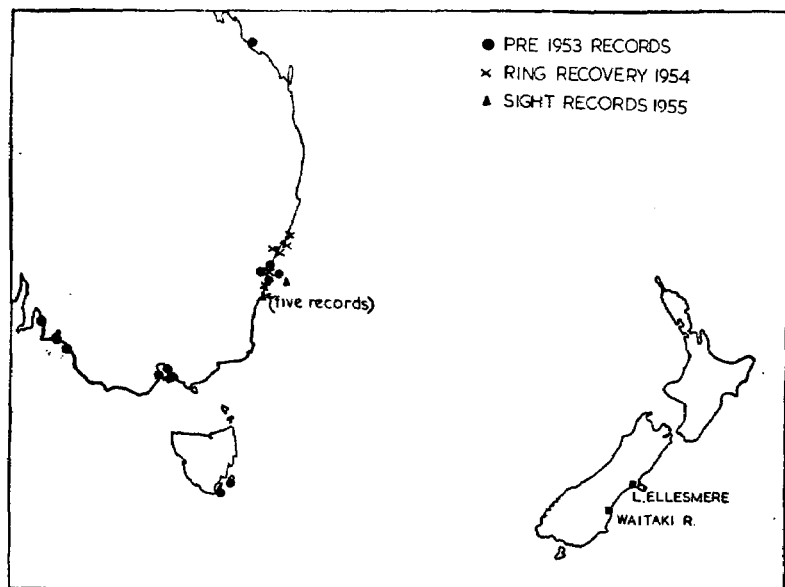 PRE 1953 RECORDS
RING RECOVERY 1954
SIGHT RECORDS 1955
(five records)
L. ELLESMERE
WAITAKI R.